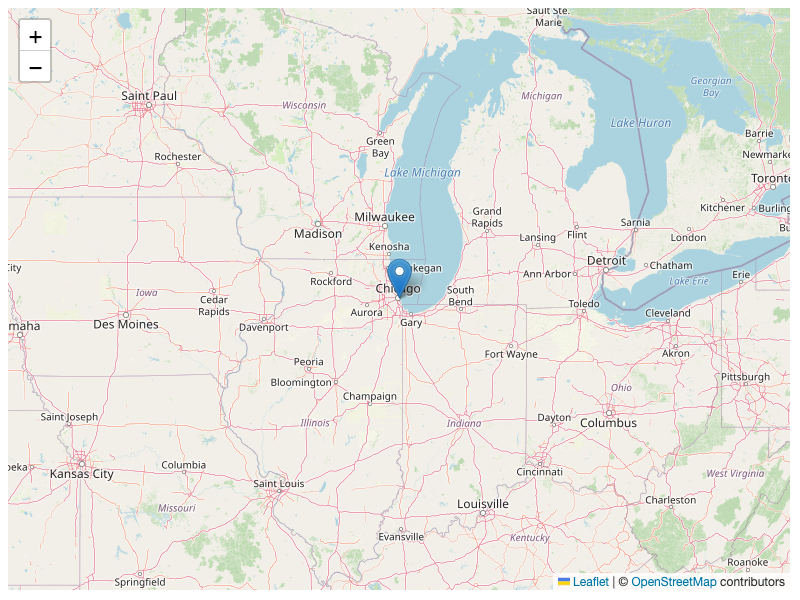 +
−
Sault Ste.
Marie
Georgian
Bay
Saint Paul
Wisconsin
Michigan
Lake Huron
Barrie
Green
Bay
Newmarke
Rochester
Lake Michigan
Toronto
Kitchener
Burling
Milwaukee
Grand
Rapids
Sarnia
Bu
Madison
Flint
London
Lansing
Kenosha
Detroit
Chatham
City
kegan
Ann Arbor
Erie
Rockford
Lake Erie
Chicago
South
Bend
Iowa
Cedar
Rapids
Toledo
Aurora
Cleveland
maha
Des Moines
Davenport
Gary
Fort Wayne
Akron
Peoria
Bloomington
Pittsburgh
Ohio
Champaign
Saint Joseph
Illinois
Indiana
Dayton
Columbus
peka
Columbia
Kansas City
Cincinnati
West Virginia
Saint Louis
Missouri
Louisville
Charleston
Evansville
Kentucky
Roanoke
Springfield
Leaflet | © OpenStreetMap contributors